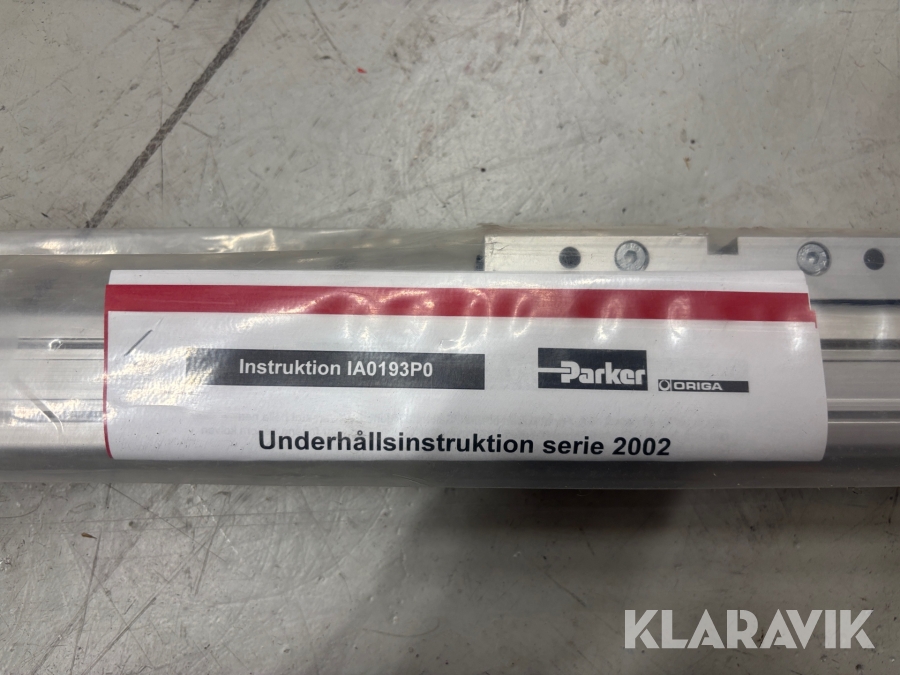 Instruktion IA0193P0
Parker
ORIGA
Underhållsinstruktion serie 2002
KLARAVIK